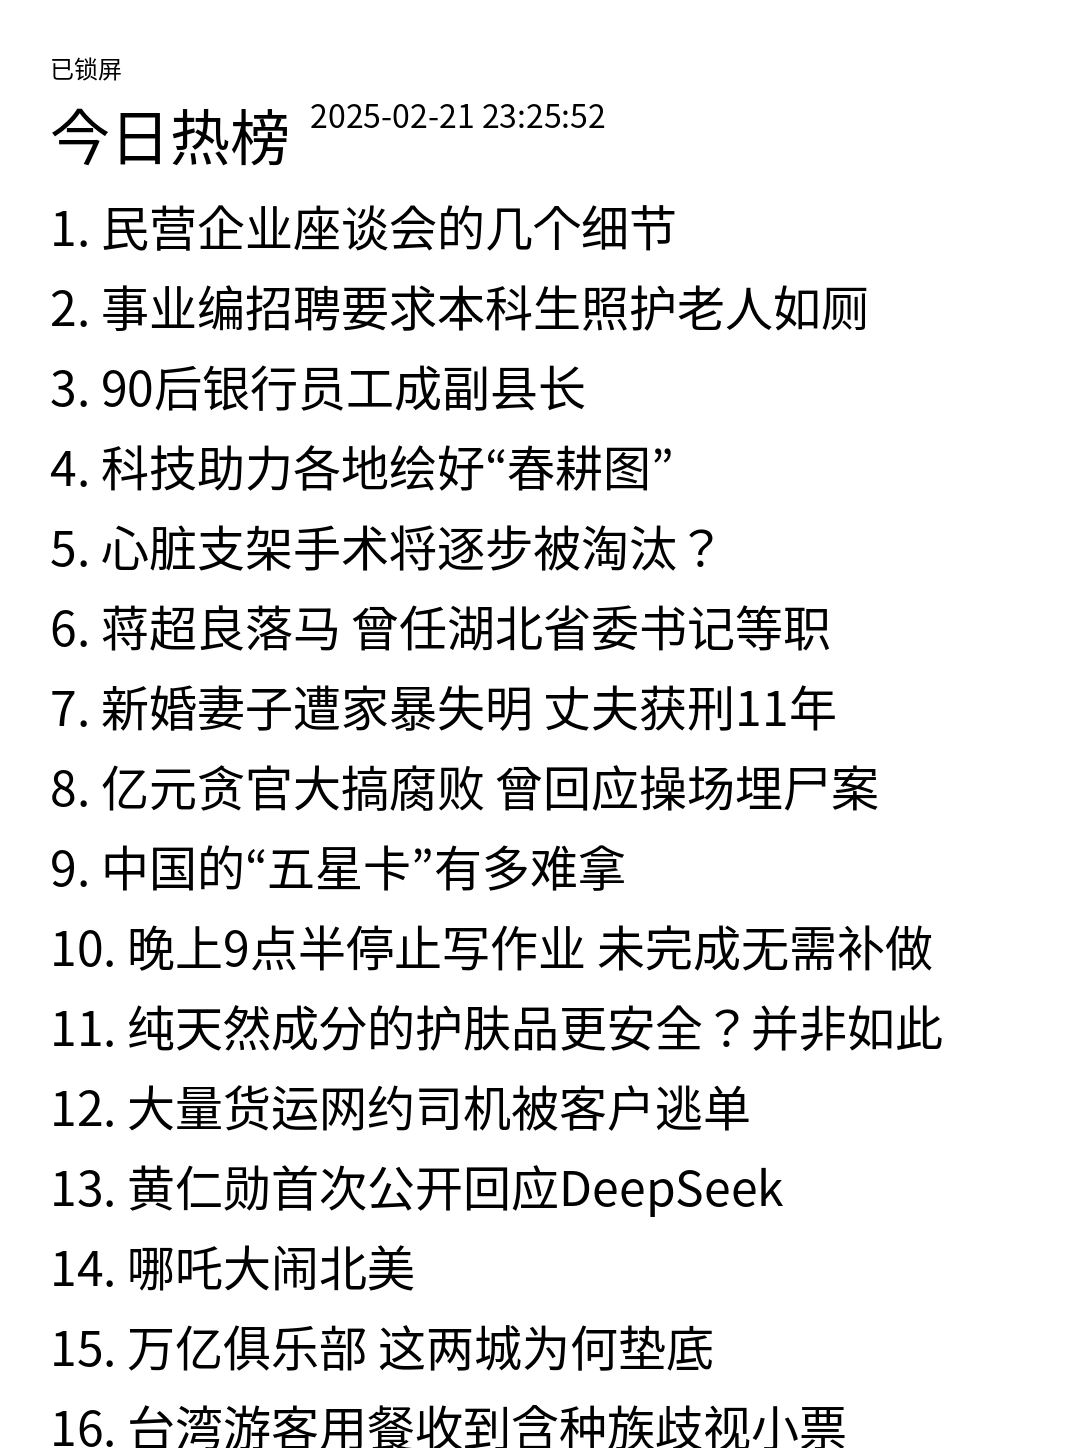 已锁屏
今日热榜 2025-02-21 23:25:52
1. 民营企业座谈会的几个细节
2. 事业编招聘要求本科生照护老人如厕
3. 90后银行员工成副县长
4. 科技助力各地绘好“春耕图”
5. 心脏支架手术将逐步被淘汰？
6. 蒋超良落马 曾任湖北省委书记等职
7. 新婚妻子遭家暴失明 丈夫获刑11年
8. 亿元贪官大搞腐败 曾回应操场埋尸案
9. 中国的“五星卡”有多难拿
10. 晚上9点半停止写作业 未完成无需补做
11. 纯天然成分的护肤品更安全？并非如此
12. 大量货运网约司机被客户逃单
13. 黄仁勋首次公开回应DeepSeek
14. 哪吒大闹北美
15. 万亿俱乐部 这两城为何垫底
16. 台湾游客用餐收到含种族歧视小票